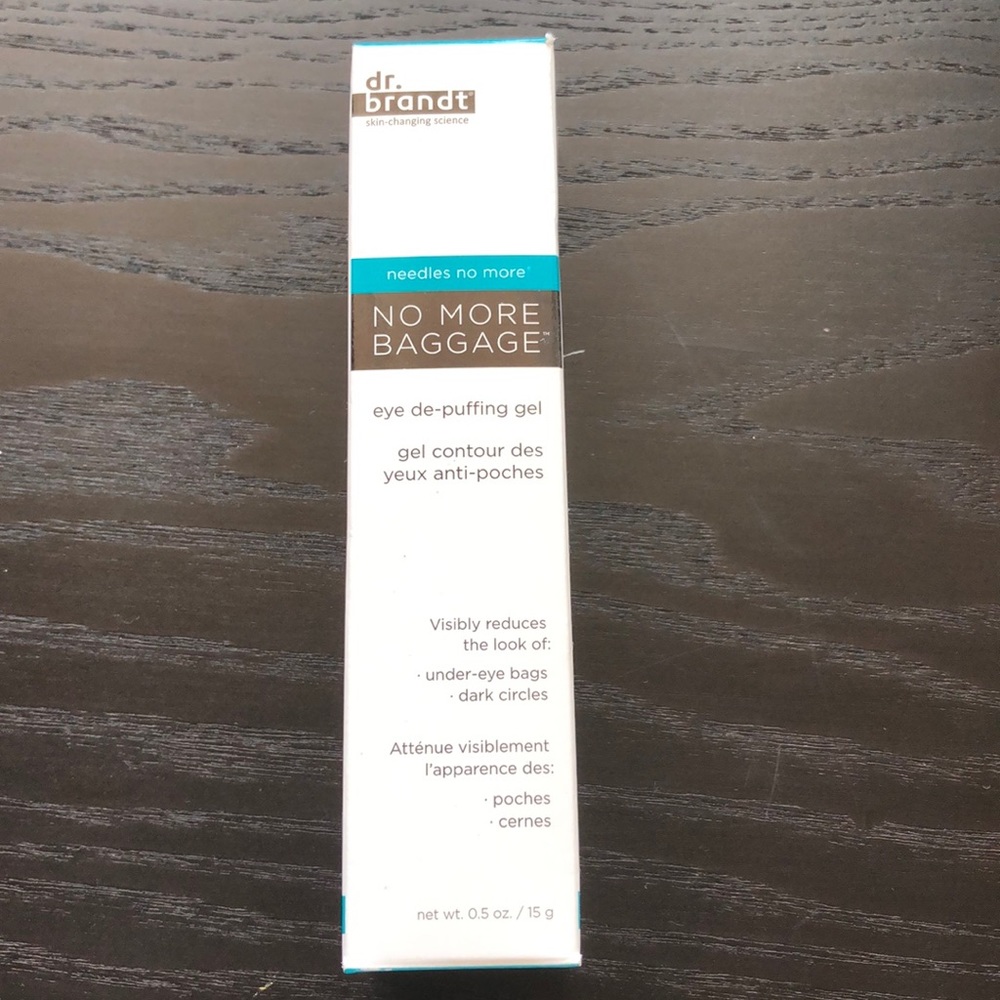 dr.
brandt®
skin-changing science
needles no more®
NO MORE
BAGGAGE™
eye de-puffing gel
gel contour des
yeux anti-poches
Visibly reduces
the look of:
· under-eye bags
· dark circles
Atténue visiblement
l'apparence des:
· poches
· cernes
net wt. 0.5 oz. / 15 g